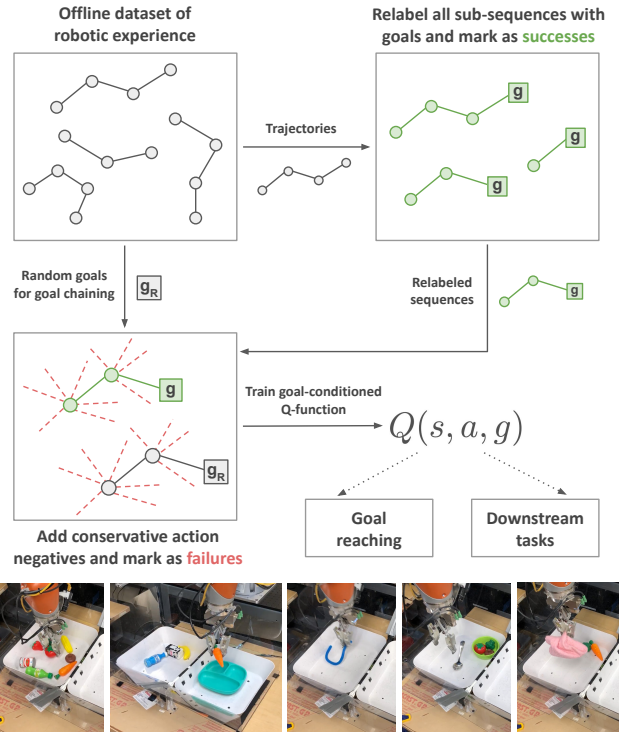 Offline dataset of
robotic experience
Relabel all sub-sequences with
goals and mark as successes
Trajectories
g
g
g
Random goals
for goal chaining
g_R
Relabeled
sequences
g
g
g_R
Train goal-conditioned
Q-function
Q(s, a, g)
Goal
reaching
Downstream
tasks
Add conservative action
negatives and mark as failures